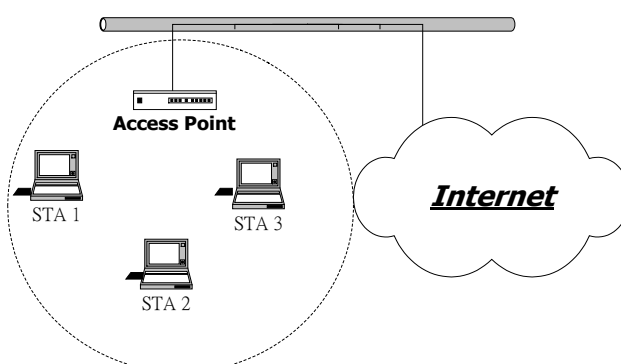 Access Point
STA 1
STA 3
Internet
STA 2